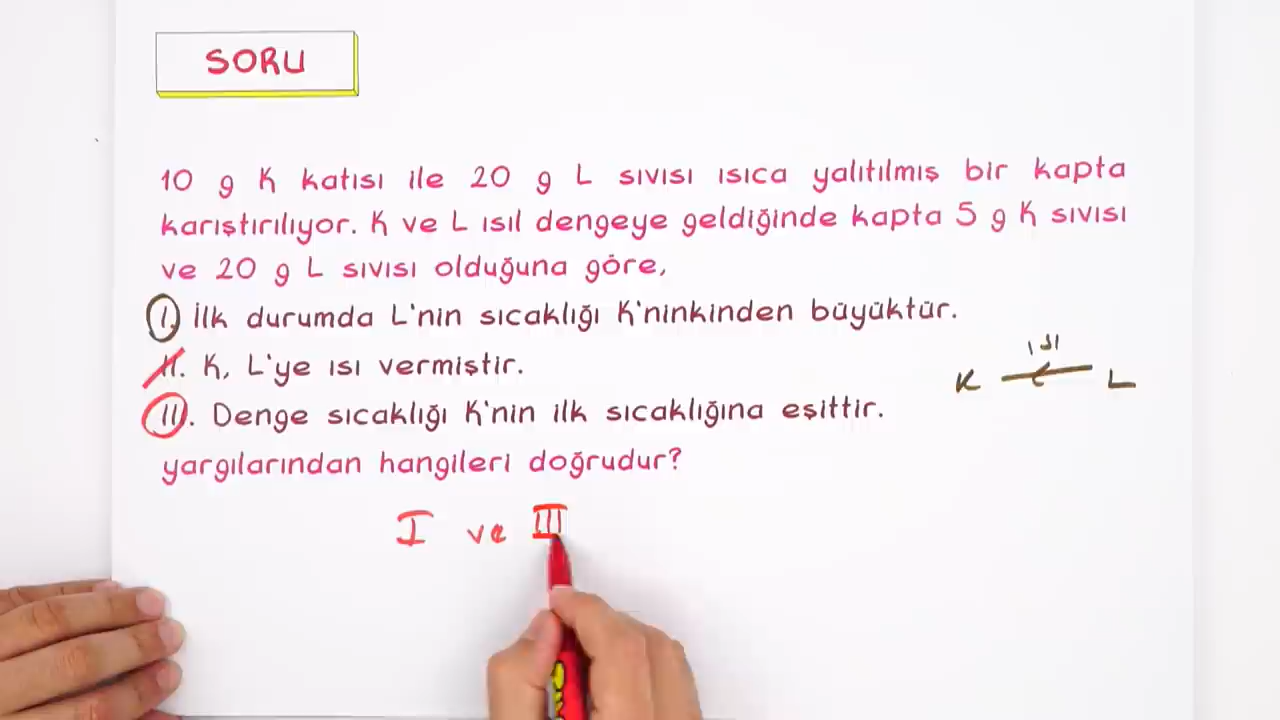 SORU
10 g K katısı ile 20 g L sıvısı ısıca yalıtılmış bir kapta
karıştırılıyor. K ve L ısıl dengeye geldiğinde kapta 5 g K sıvısı
ve 20 g L sıvısı olduğuna göre,
I. İlk durumda L'nin sıcaklığı K'ninkinden büyüktür.
II. K, L'ye ısı vermiştir.
III. Denge sıcaklığı K'nin ilk sıcaklığına eşittir.
yargılarından hangileri doğrudur?
ısı
K L
I ve III